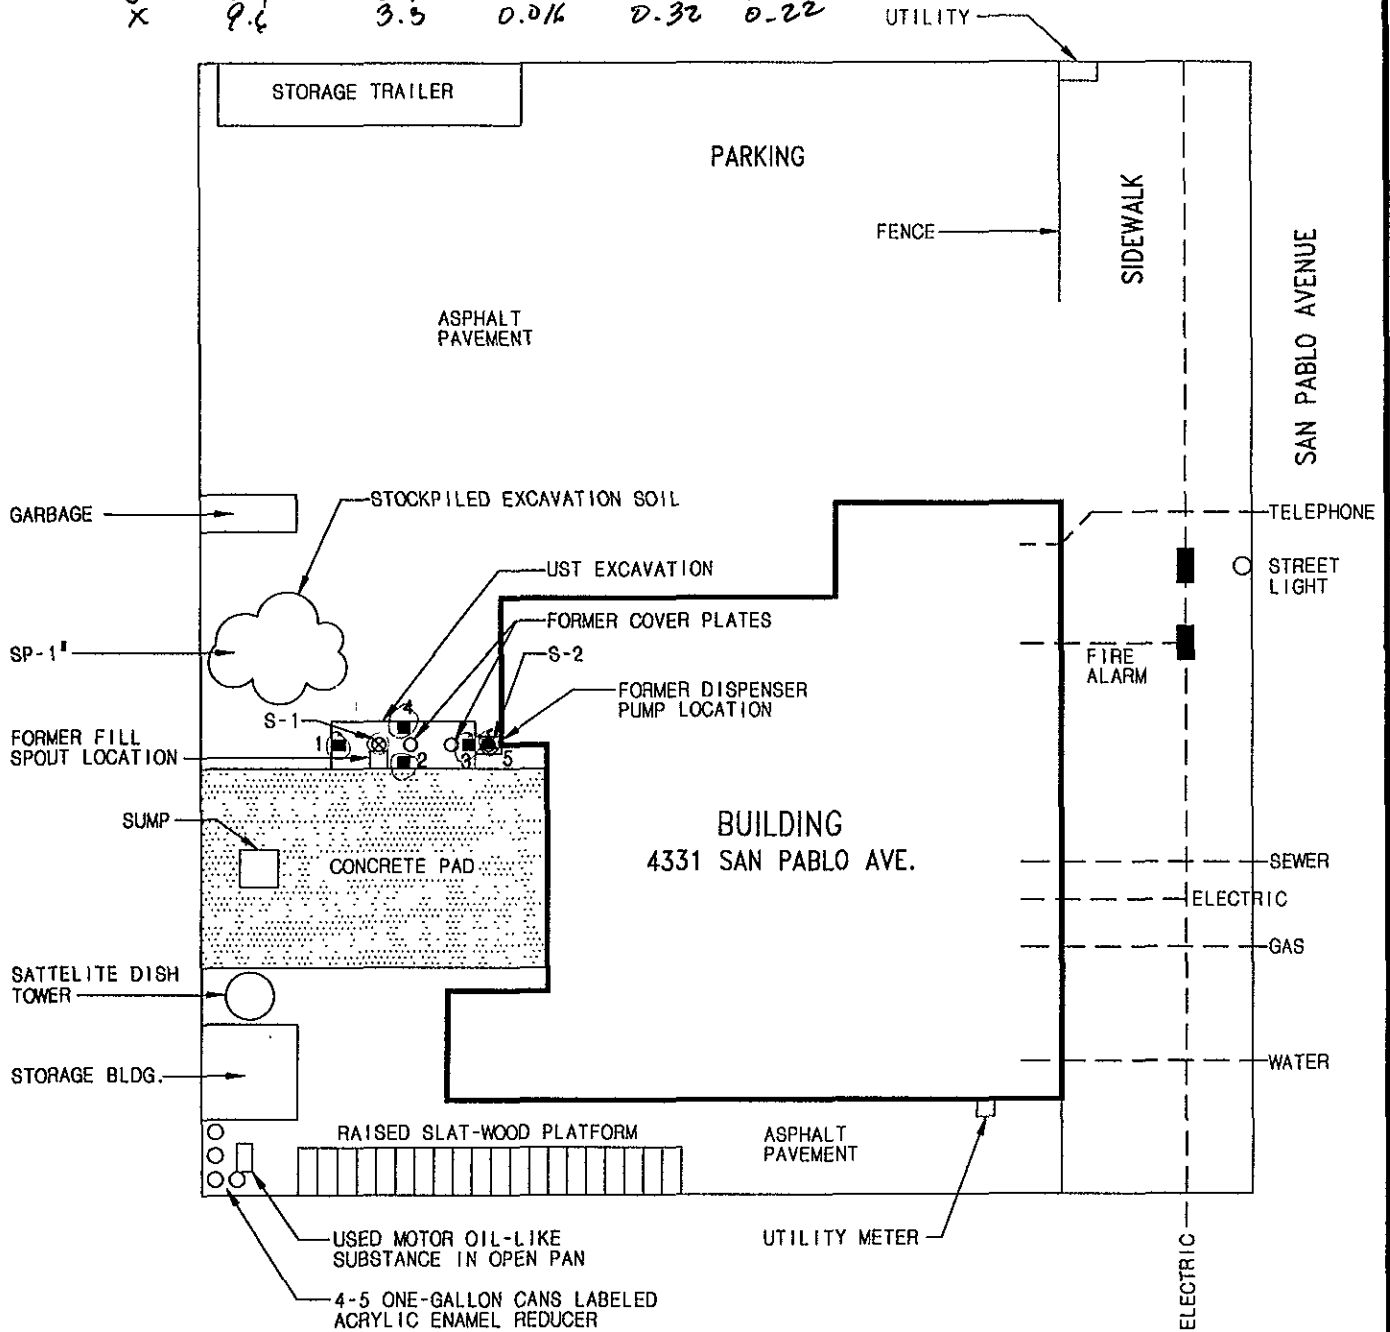 X 9.6 3.3 0.016 0.32 0.22
UTILITY
STORAGE TRAILER
PARKING
SIDEWALK
FENCE
SAN PABLO AVENUE
ASPHALT
PAVEMENT
GARBAGE
STOCKPILED EXCAVATION SOIL
TELEPHONE
UST EXCAVATION
STREET
LIGHT
FORMER COVER PLATES
SP-1
S-2
FIRE
ALARM
FORMER DISPENSER
PUMP LOCATION
S-1
4
FORMER FILL
SPOUT LOCATION
1
2
3
5
SUMP
BUILDING
4331 SAN PABLO AVE.
CONCRETE PAD
SEWER
ELECTRIC
GAS
SATTELITE DISH
TOWER
STORAGE BLDG.
WATER
RAISED SLAT-WOOD PLATFORM
ASPHALT
PAVEMENT
USED MOTOR OIL-LIKE
SUBSTANCE IN OPEN PAN
UTILITY METER
ELECTRIC
4-5 ONE-GALLON CANS LABELED
ACRYLIC ENAMEL REDUCER